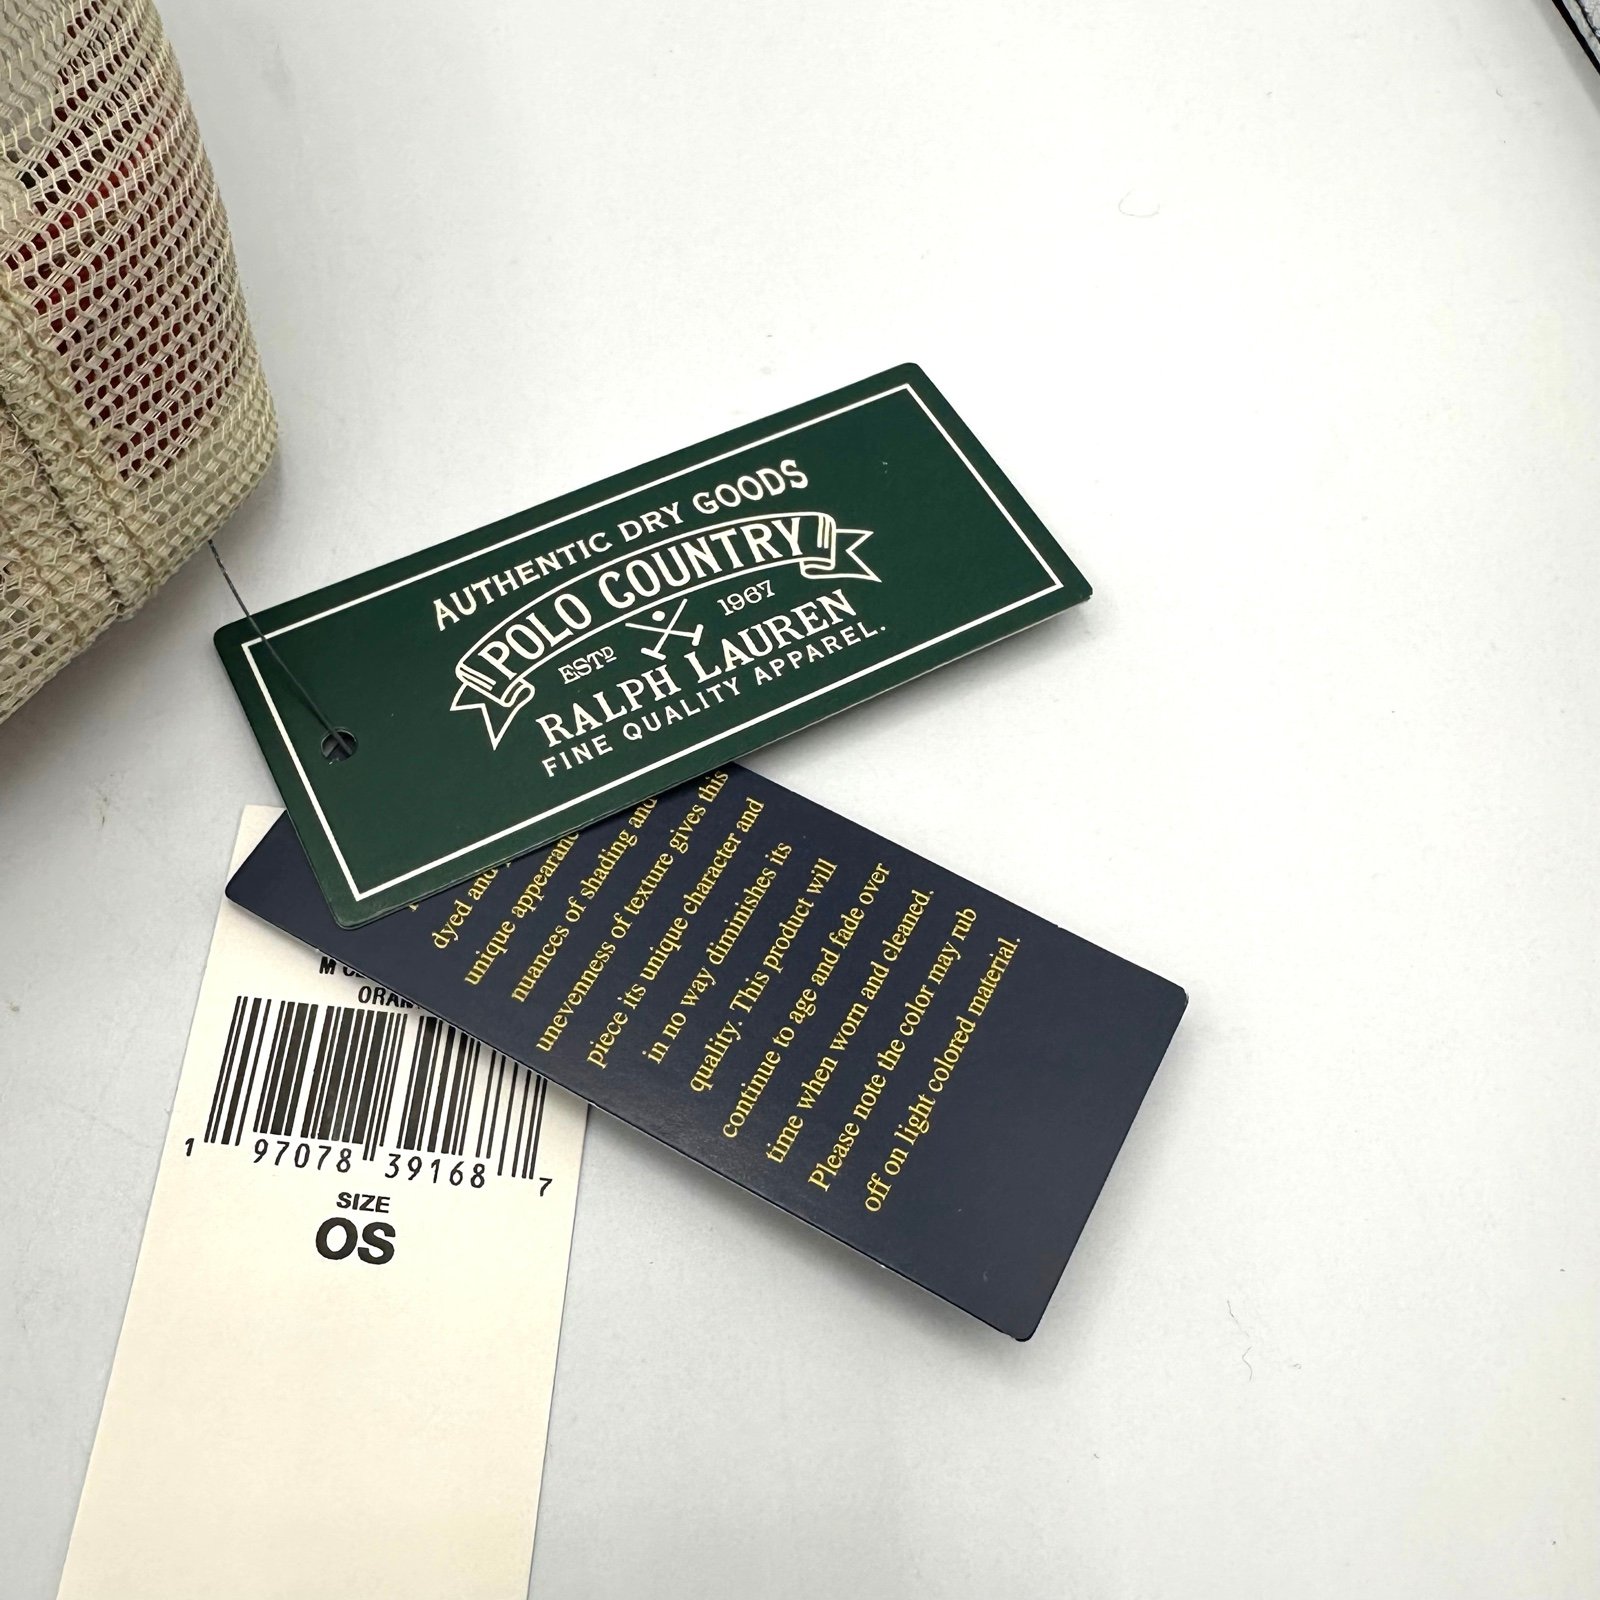 AUTHENTIC DRY GOODS
POLO COUNTRY
ESTD 1967
RALPH LAUREN
FINE QUALITY APPAREL.
dyed and
unique
nuances of shading and
unevenness of texture gives this
piece its unique character and
in no way diminishes its
quality. This product will
continue to age and fade over
time when worn and cleaned.
Please note the color may rub
off on light colored material.
M
1 97078 39168 7
SIZE
OS